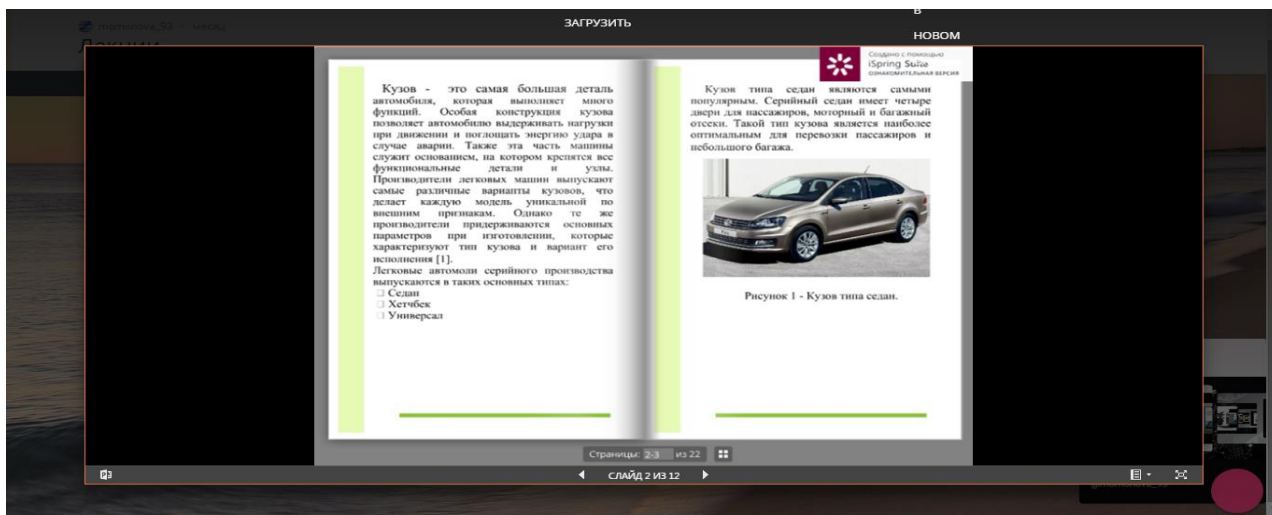 В
ЗАГРУЗИТЬ
НОВОМ
momonova_93
месяц
Лекции
Создано с помощью
iSpring Suite
ОЗНАКОМИТЕЛЬНАЯ ВЕРСИЯ
Кузов - это самая большая деталь
автомобиля, которая выполняет много
функций. Особая конструкция кузова
позволяет автомобилю выдерживать нагрузки
при движении и поглощать энергию удара в
случае аварии. Также эта часть машины
служит основанием, на котором крепятся все
функциональные детали и узлы.
Производители легковых машин выпускают
самые различные варианты кузовов, что
делает каждую модель уникальной по
внешним признакам. Однако те же
производители придерживаются основных
параметров при изготовлении, которые
характеризуют тип кузова и вариант его
исполнения [1].
Легковые автомоли серийного производства
выпускаются в таких основных типах:
Седан
Хетчбек
Универсал
Кузов типа седан являются самыми
популярным. Серийный седан имеет четыре
двери для пассажиров, моторный и багажный
отсеки. Такой тип кузова является наиболее
оптимальным для перевозки пассажиров и
небольшого багажа.
Рисунок 1 - Кузов типа седан.
Страницы: 2-3 из 22
СЛАЙД 2 ИЗ 12